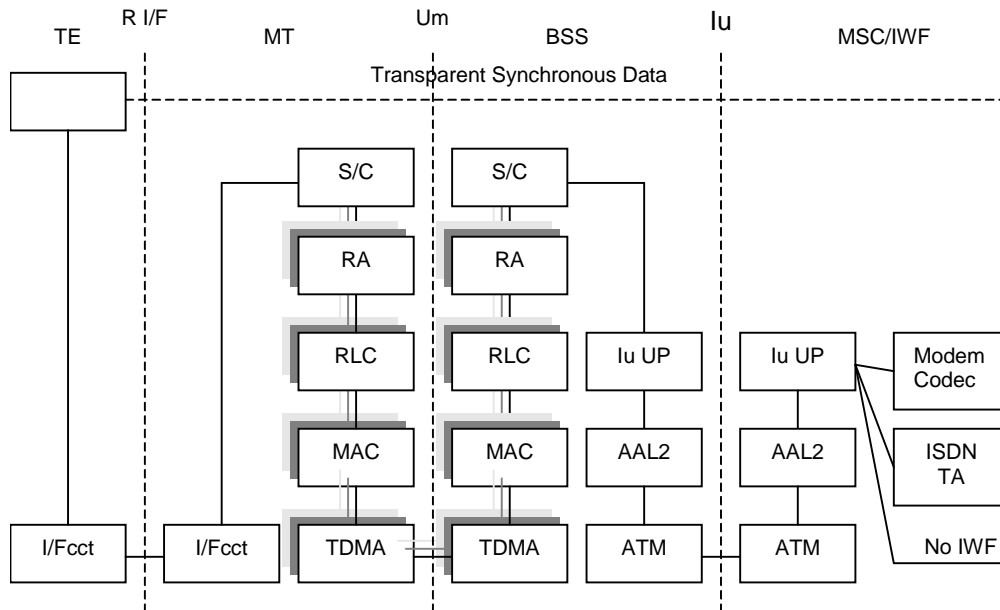 R I/F
Um
Iu
TE
MT
BSS
MSC/IWF
Transparent Synchronous Data
S/C
S/C
RA
RA
RLC
RLC
Iu UP
Iu UP
Modem
Codec
MAC
MAC
AAL2
AAL2
ISDN
TA
I/Fcct
I/Fcct
TDMA
TDMA
ATM
ATM
No IWF